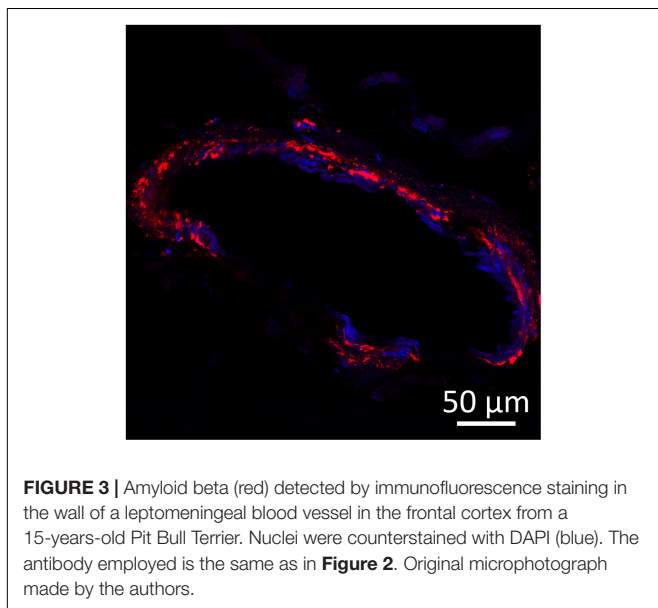 50 µm
FIGURE 3 | Amyloid beta (red) detected by immunofluorescence staining in
the wall of a leptomeningeal blood vessel in the frontal cortex from a
15-years-old Pit Bull Terrier. Nuclei were counterstained with DAPI (blue). The
antibody employed is the same as in Figure 2. Original microphotograph
made by the authors.